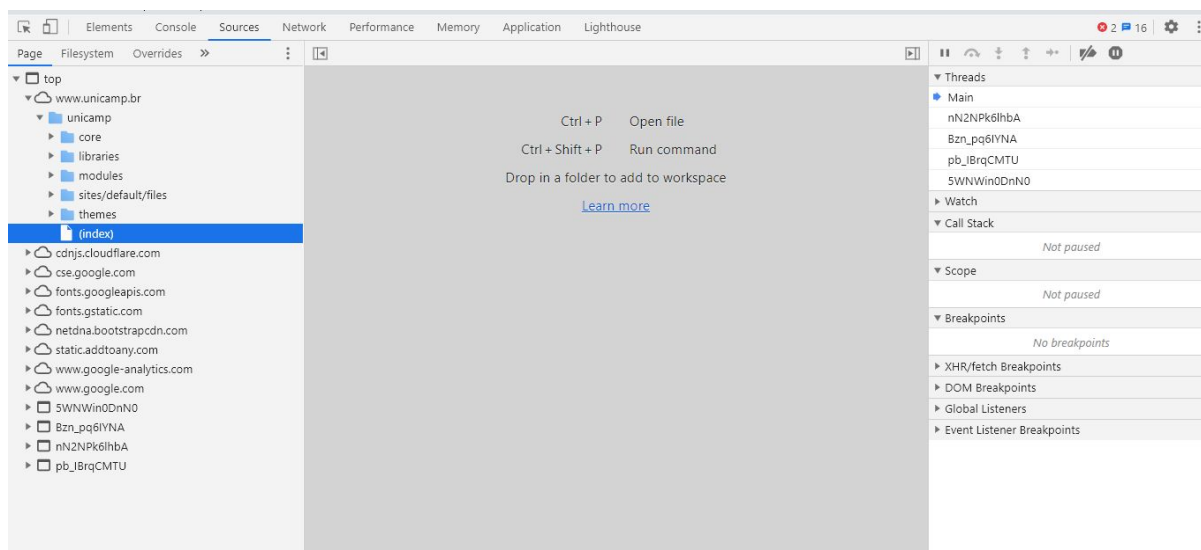 Elements Console Sources Network Performance Memory Application Lighthouse 2 16
Page Filesystem Overrides »
top
www.unicamp.br
unicamp
core
libraries
modules
sites/default/files
themes
(index)
cdnjs.cloudflare.com
cse.google.com
fonts.googleapis.com
fonts.gstatic.com
netdna.bootstrapcdn.com
static.addtoany.com
www.google-analytics.com
www.google.com
5WNWin0DnN0
Bzn_pq6IYNA
nN2NPk6lhbA
pb_IBrqCMTU
Ctrl + P Open file
Ctrl + Shift + P Run command
Drop in a folder to add to workspace
Learn more
Threads
Main
nN2NPk6lhbA
Bzn_pq6IYNA
pb_IBrqCMTU
5WNWin0DnN0
Watch
Call Stack
Not paused
Scope
Not paused
Breakpoints
No breakpoints
XHR/fetch Breakpoints
DOM Breakpoints
Global Listeners
Event Listener Breakpoints